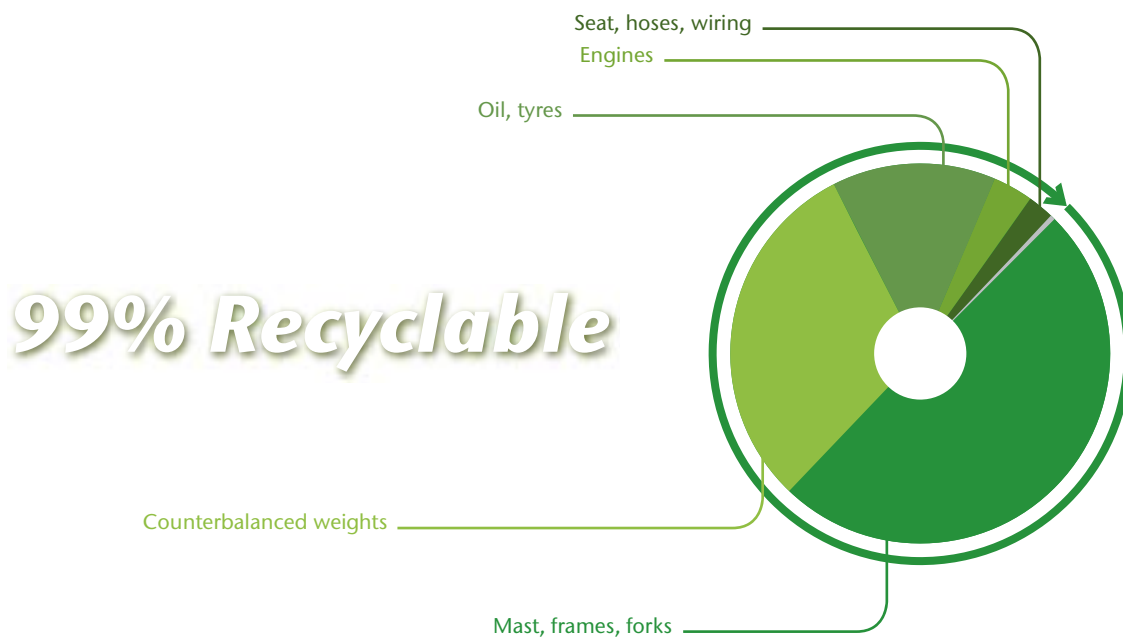 Seat, hoses, wiring
Engines
Oil, tyres
99% Recyclable
Counterbalanced weights
Mast, frames, forks